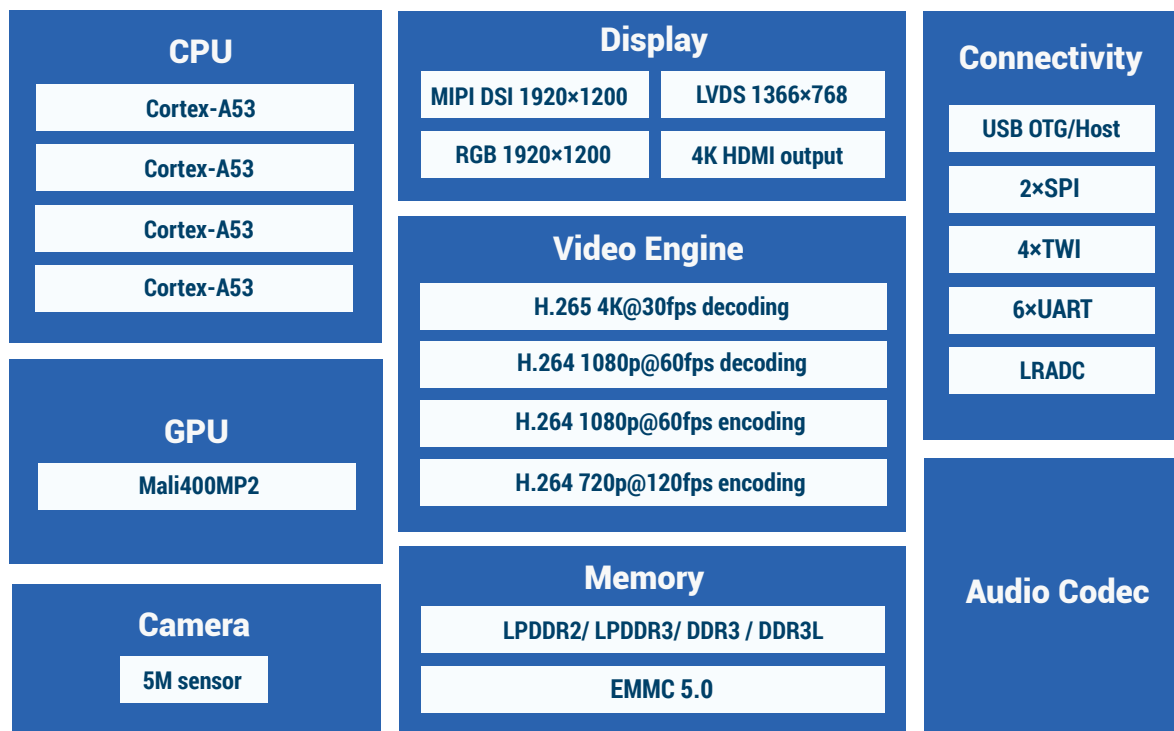 CPU
Cortex-A53
Cortex-A53
Cortex-A53
Cortex-A53
GPU
Mali400MP2
Camera
5M sensor
Display
MIPI DSI 1920×1200
LVDS 1366×768
RGB 1920×1200
4K HDMI output
Video Engine
H.265 4K@30fps decoding
H.264 1080p@60fps decoding
H.264 1080p@60fps encoding
H.264 720p@120fps encoding
Memory
LPDDR2/ LPDDR3/ DDR3 / DDR3L
EMMC 5.0
Connectivity
USB OTG/Host
2×SPI
4×TWI
6×UART
LRADC
Audio Codec